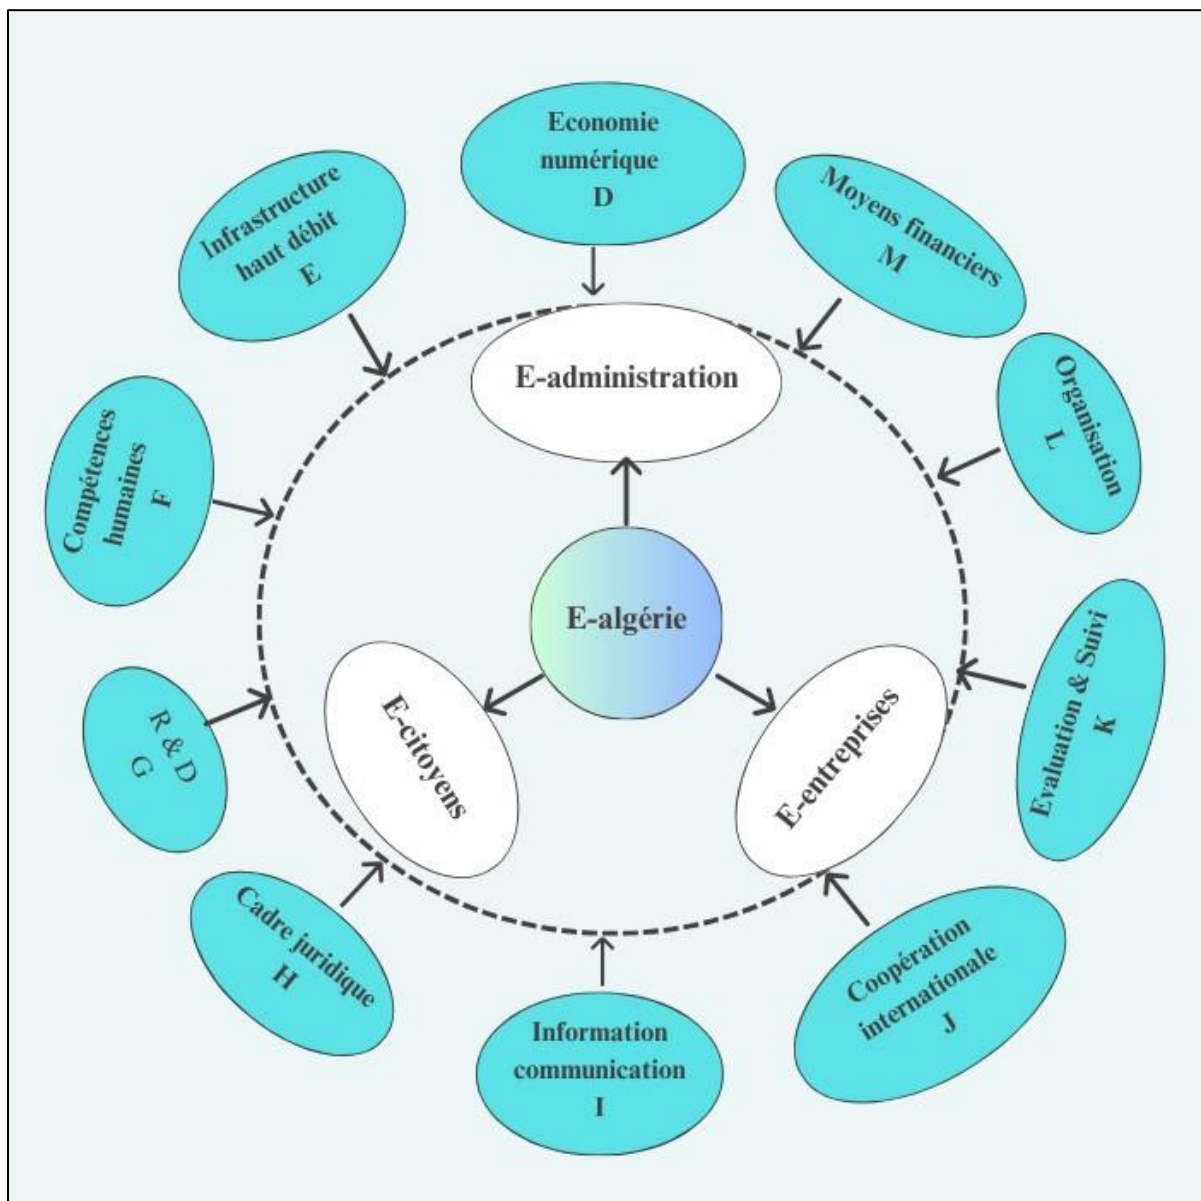 Economie
numérique
D
Moyens financiers
M
Organisation
L
Evaluation & Suivi
K
Coopération
internationale
J
Information
communication
I
Cadre juridique
H
R & D
G
Compétences
humaines
F
Infrastructure
haut débit
E
E-administration
E-algérie
E-citoyens
E-entreprises